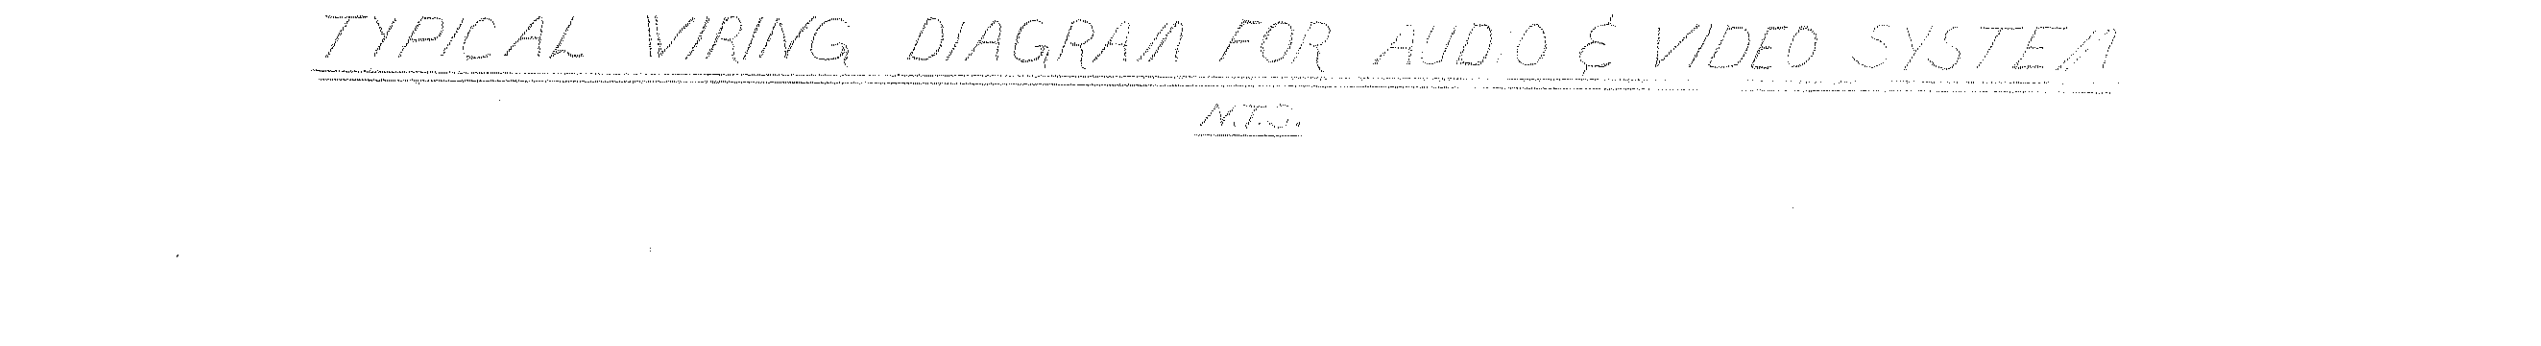 TYPICAL WIRING DIAGRAM FOR AUDIO & VIDEO SYSTEM
N.T.S.